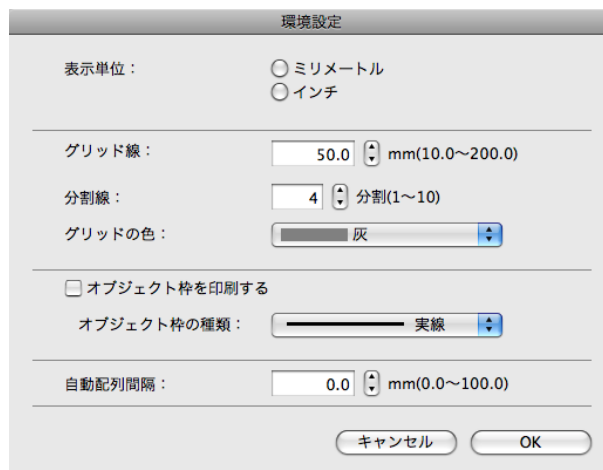 環境設定
表示単位：
ミリメートル
インチ
グリッド線： 50.0 mm(10.0～200.0)
分割線： 4 分割(1～10)
グリッドの色： 灰
オブジェクト枠を印刷する
オブジェクト枠の種類： 実線
自動配列間隔： 0.0 mm(0.0～100.0)
キャンセル OK